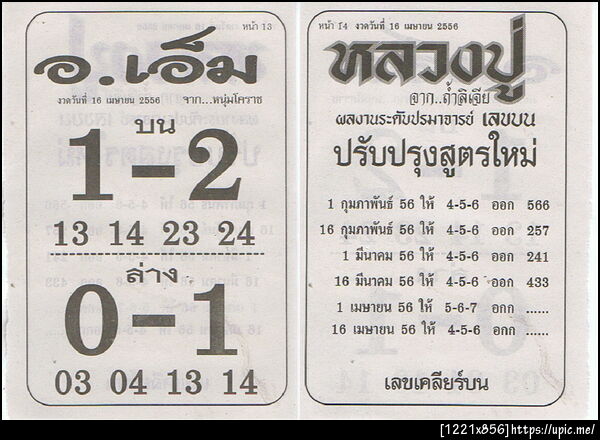 หน้า 13
อ.เอ็ม
งวดวันที่ 16 เมษายน 2556 จาก...หนุ่มโคราช
บน
1-2
13 14 23 24
ล่าง
0-1
03 04 13 14
หน้า 14 งวดวันที่ 16 เมษายน 2556
หลวงปู่
จาก..ถ้ำลิเจีย
ผลงานระดับปรมาจารย์ เลขบน
ปรับปรุงสูตรใหม่
1 กุมภาพันธ์ 56 ให้ 4-5-6 ออก 566
16 กุมภาพันธ์ 56 ให้ 4-5-6 ออก 257
1 มีนาคม 56 ให้ 4-5-6 ออก 241
16 มีนาคม 56 ให้ 4-5-6 ออก 433
1 เมษายน 56 ให้ 5-6-7 อกก ......
16 เมษายน 56 ให้ 4-5-6 อกก ......
เลขเคลียร์บน
[1221x856]https://upic.me/